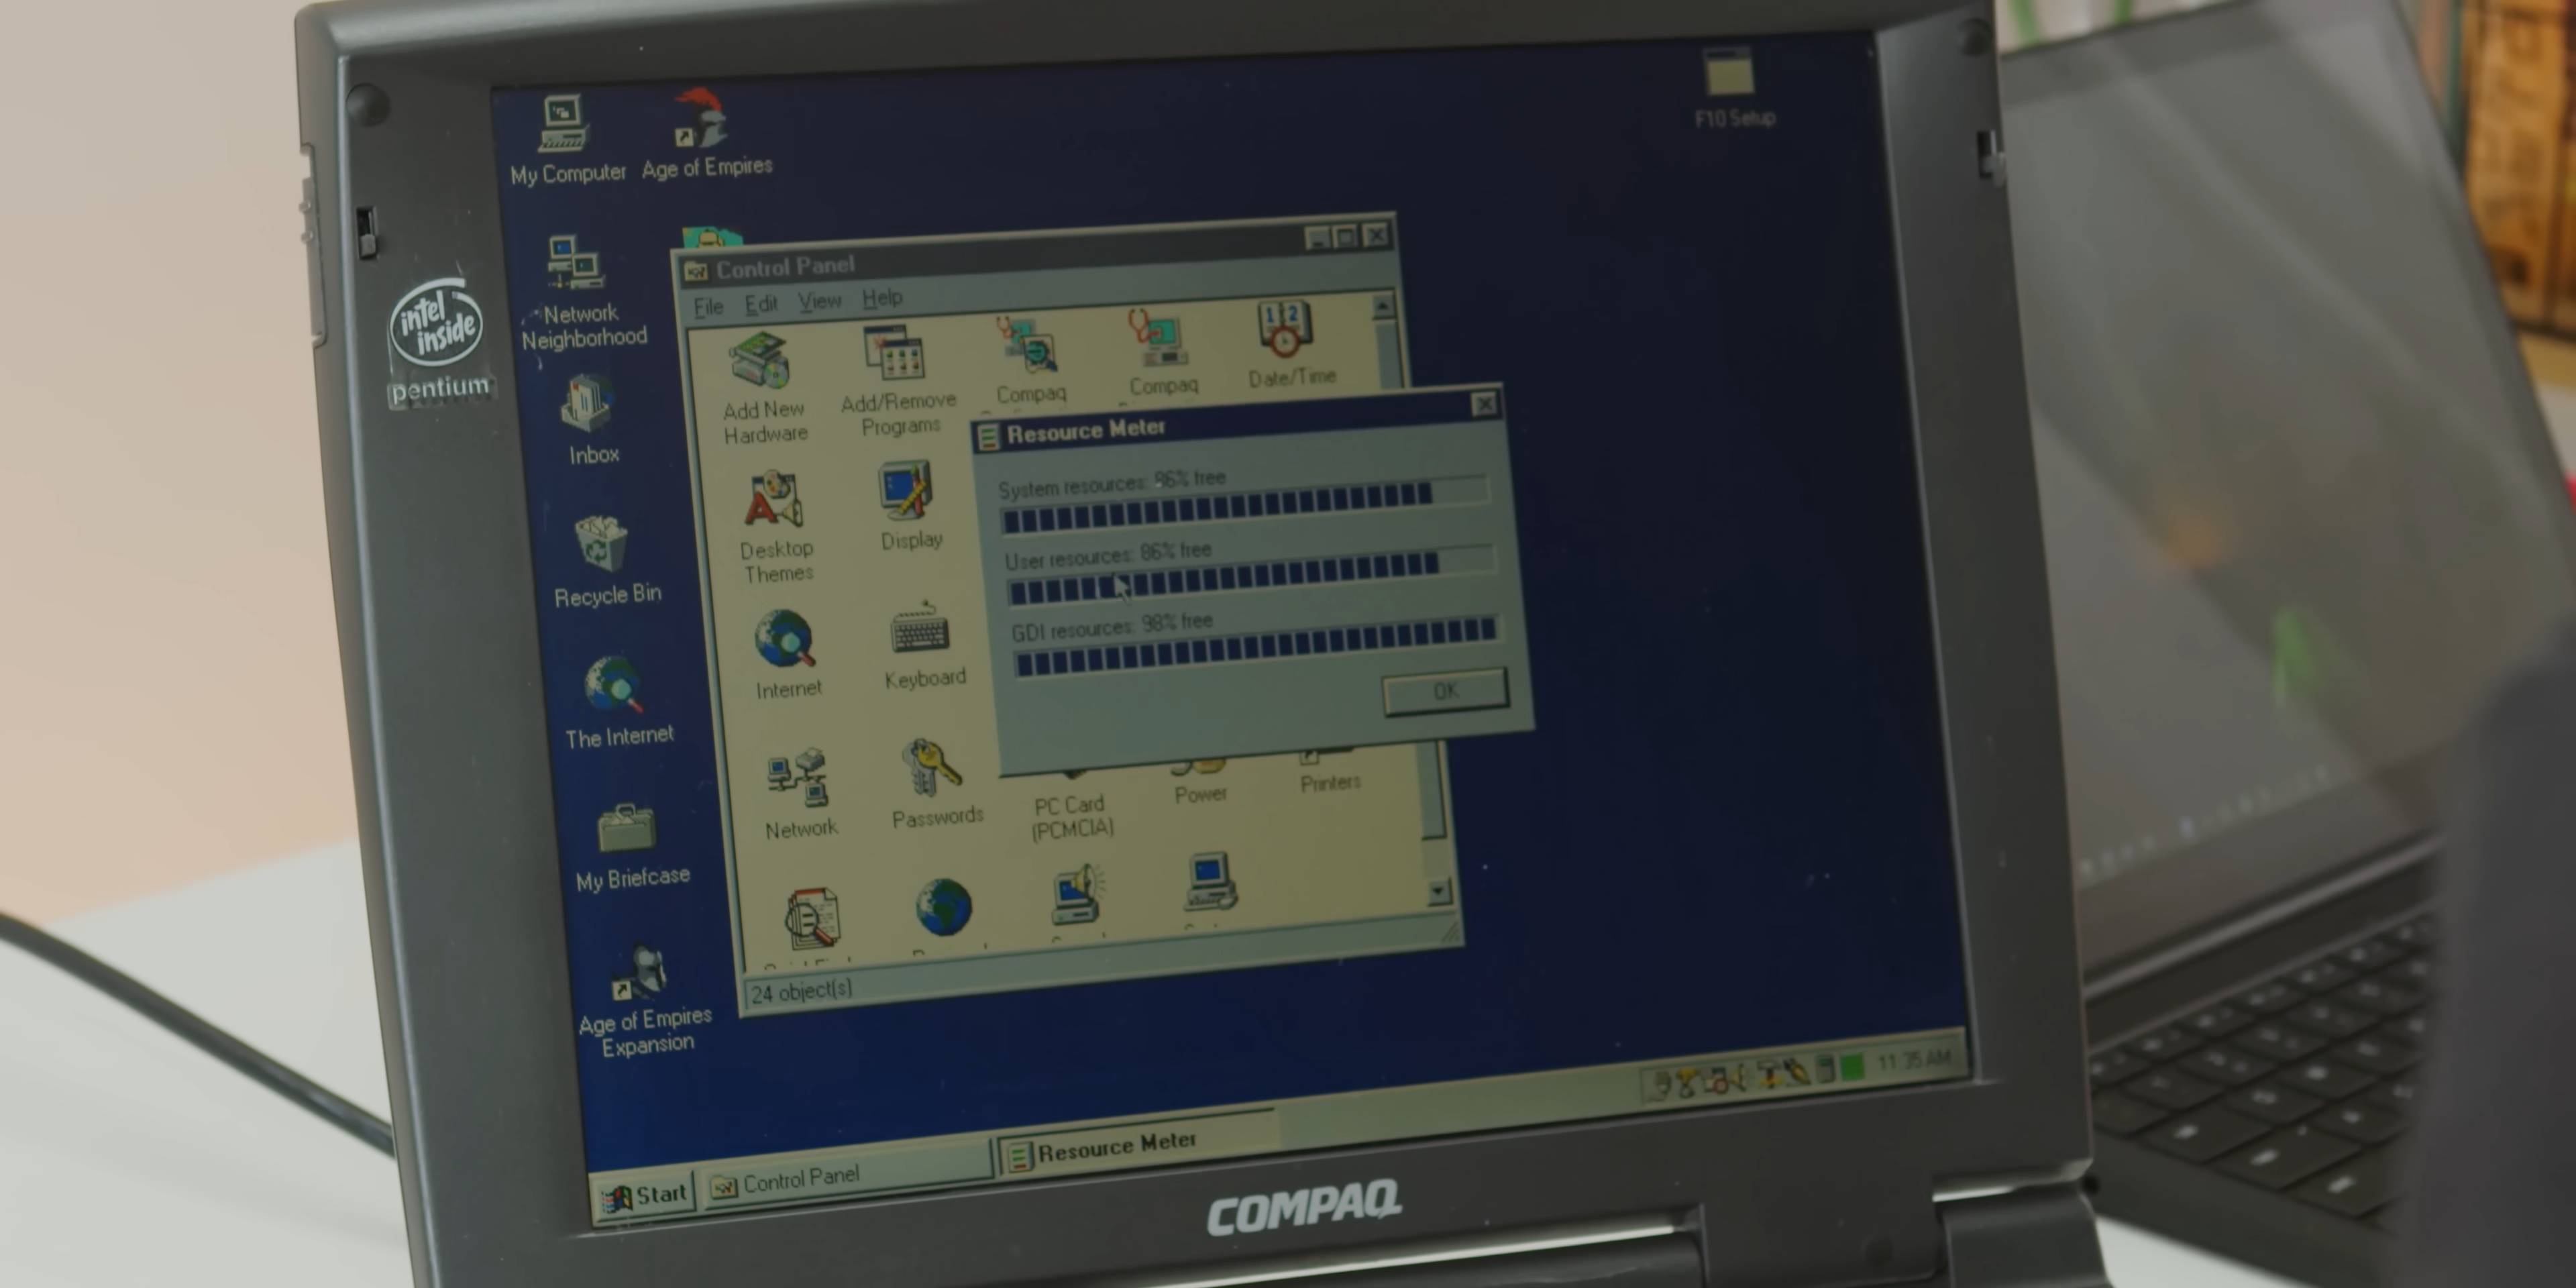 My Computer
Age of Empires
F10 Setup
Network
Neighborhood
Inbox
Recycle Bin
The Internet
My Briefcase
Age of Empires
Expansion
intel
inside
pentium
Control Panel
File Edit View Help
Add New
Hardware
Add/Remove
Programs
Compaq
Compaq
Date/Time
12
Desktop
Themes
Display
Internet
Keyboard
Network
Passwords
PC Card
(PCMCIA)
Power
Printers
24 object(s)
Resource Meter
System resources: 86% free
User resources: 86% free
GDI resources: 98% free
OK
Start
Control Panel
Resource Meter
11:35 AM
COMPAQ